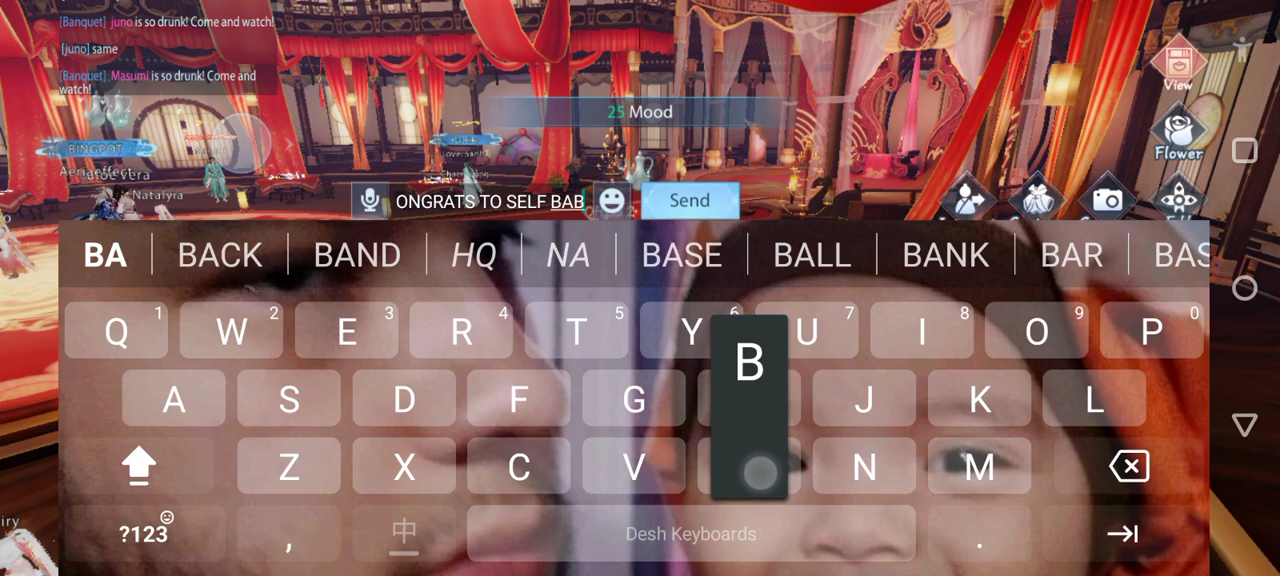 [Banquet] juno is so drunk! Come and watch!
[juno] same
[Banquet] Masumi is so drunk! Come and
watch!
View
25 Mood
Flower
BINGPOT
Natalyra
ONGRATS TO SELF BAB
Send
BA BACK BAND HQ NA BASE BALL BANK BAR BAS
Q 1 W 2 E 3 R 4 T 5 Y 6 U 7 I 8 O 9 P 0
B
A S D F G J K L
Z X C V N M
?123 , 中 Desh Keyboards .